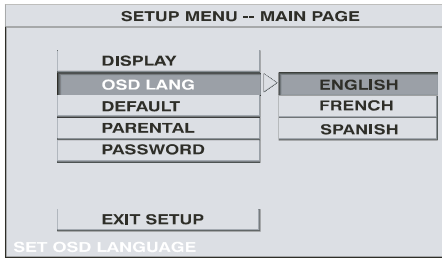 SETUP MENU -- MAIN PAGE
DISPLAY
OSD LANG
ENGLISH
DEFAULT
FRENCH
PARENTAL
SPANISH
PASSWORD
EXIT SETUP
SET OSD LANGUAGE